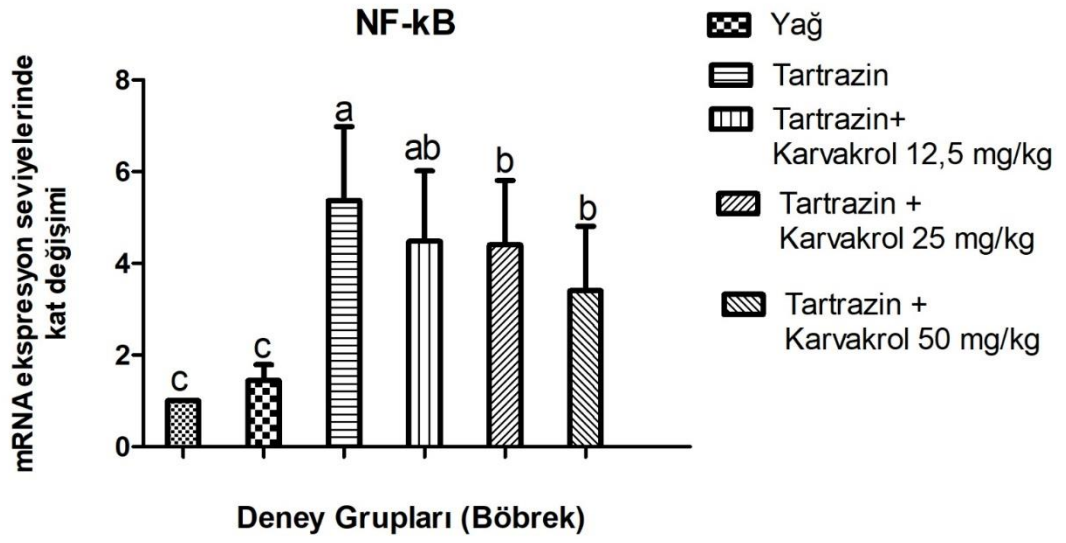 NF-kB
mRNA ekspresyon seviyelerinde
kat değişimi
8
6
4
2
0
c
c
a
ab
b
b
Deney Grupları (Böbrek)
Yağ
Tartrazin
Tartrazin+
Karvakrol 12,5 mg/kg
Tartrazin +
Karvakrol 25 mg/kg
Tartrazin +
Karvakrol 50 mg/kg